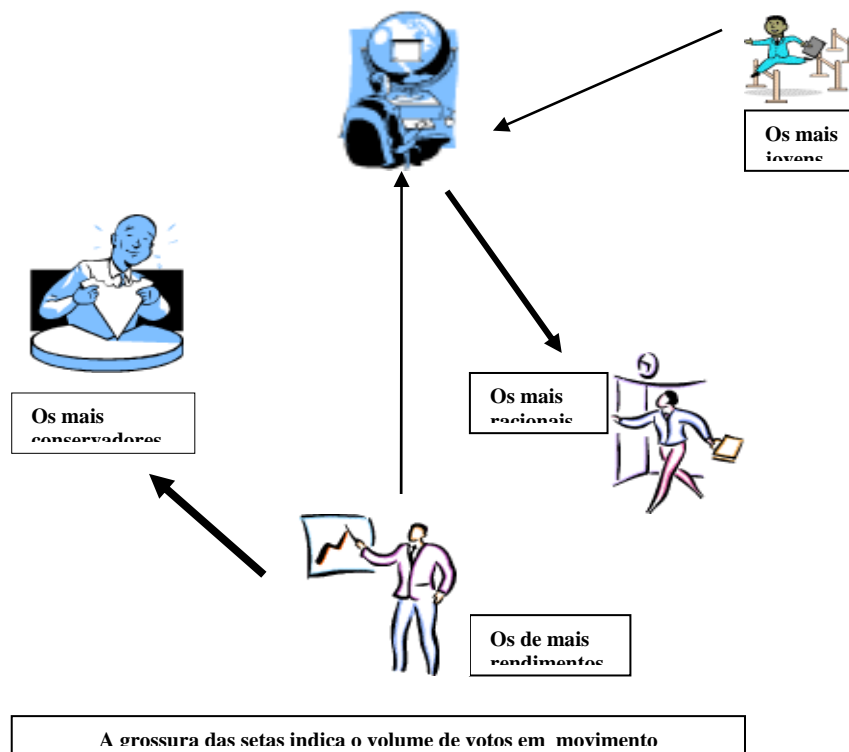 Os mais
jovens
Os mais
racionais
Os mais
conservadores
Os de mais
rendimentos
A grossura das setas indica o volume de votos em movimento